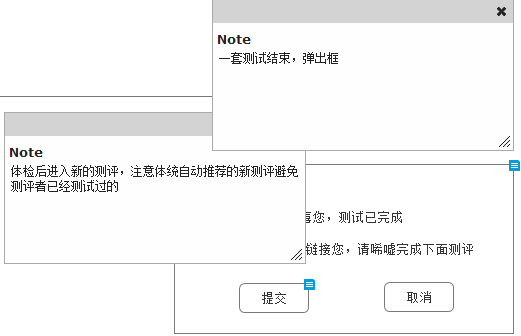 Note
一套测试结束，弹出框
Note
体检后进入新的测评，注意体统自动推荐的新测评避免
测评者已经测试过的
喜您，测试已完成
链接您，请唏嘘完成下面测评
提交
取消